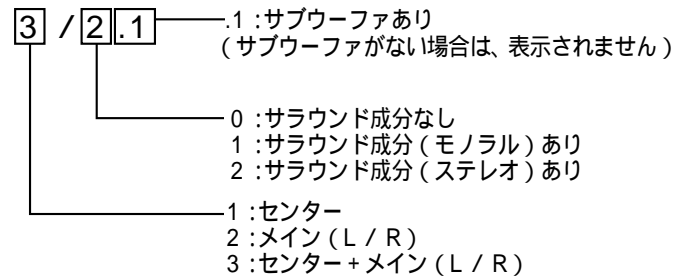 3 / 2 .1
.1 :サブウーファあり
(サブウーファがない場合は、表示されません)
0 :サラウンド成分なし
1 :サラウンド成分(モノラル)あり
2 :サラウンド成分(ステレオ)あり
1 :センター
2 :メイン(L / R)
3 :センター+メイン(L / R)